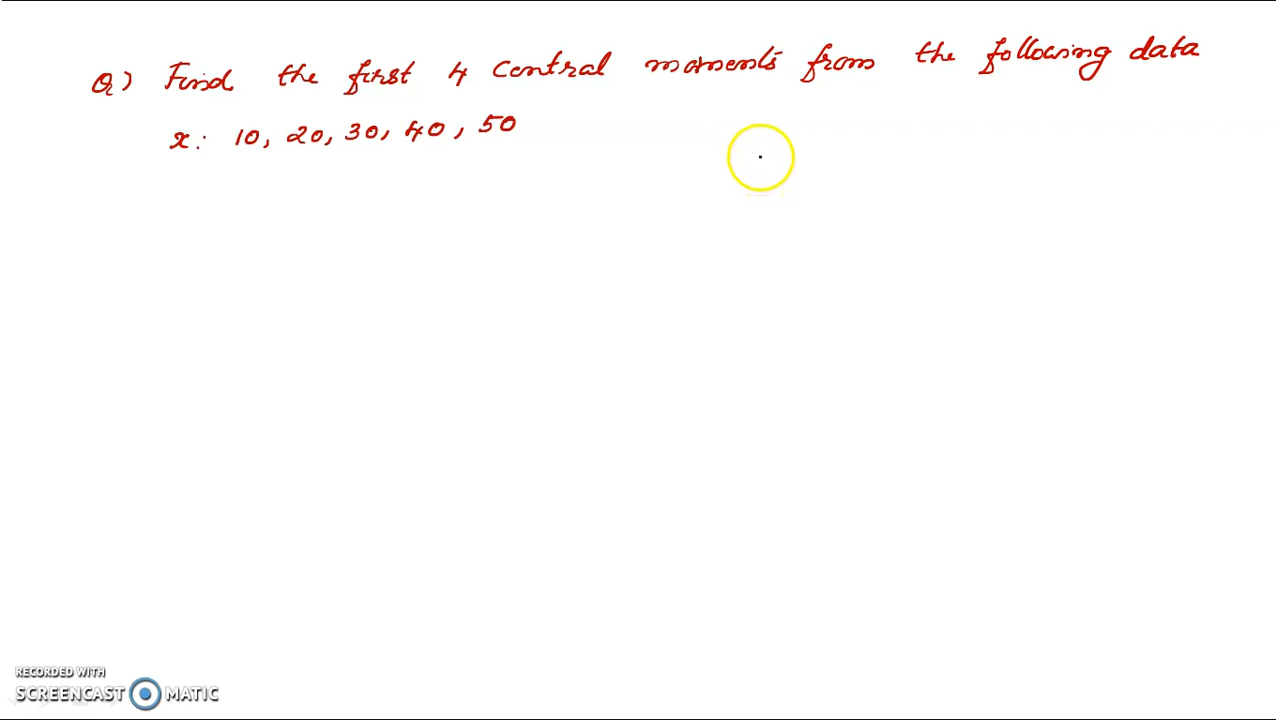 Q) Find the first 4 central moments from the following data
x: 10, 20, 30, 40, 50
RECORDED WITH
SCREENCAST MATIC